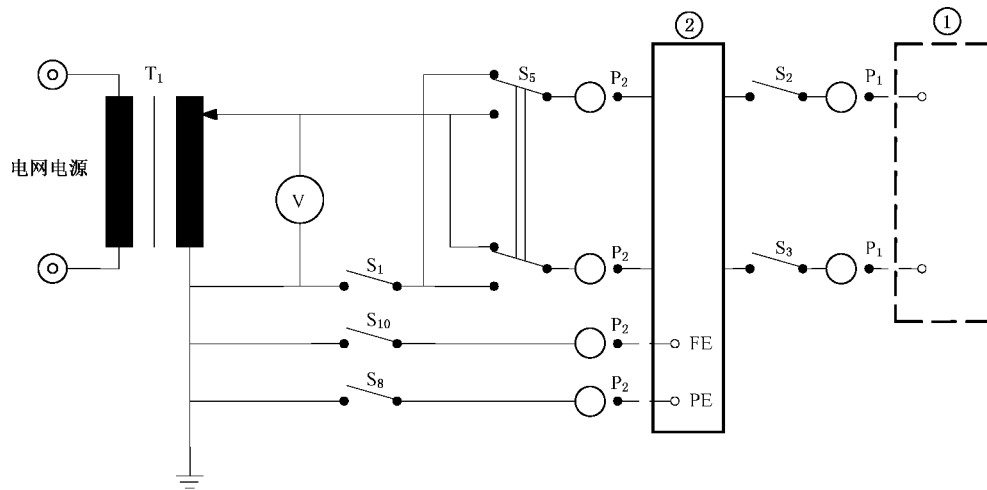 ① ②
T₁ S₅ P₂ S₂ P₁
电网电源
V
S₁ P₂ S₃ P₁
S₁₀ P₂ FE
S₈ P₂ PE